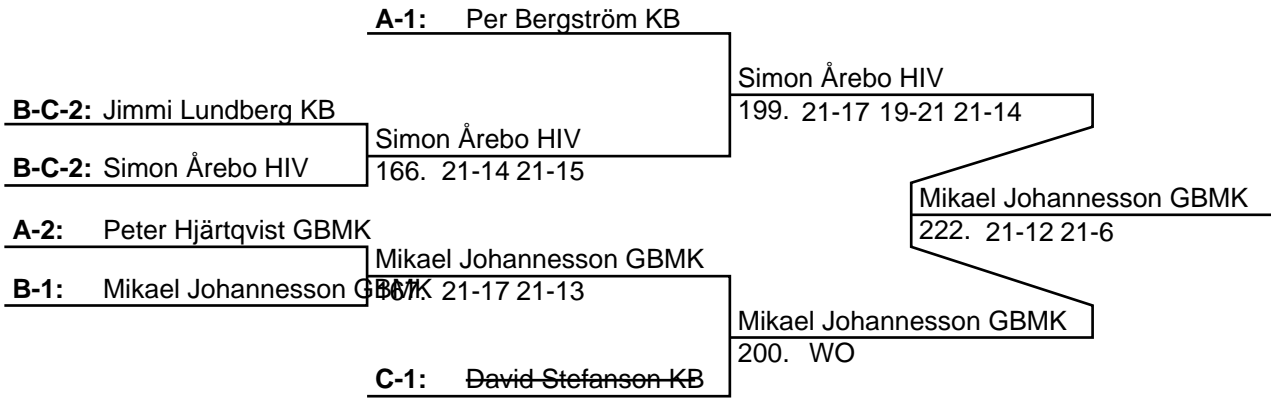 A-1: Per Bergström KB
Simon Årebo HIV
B-C-2: Jimmi Lundberg KB
199. 21-17 19-21 21-14
Simon Årebo HIV
B-C-2: Simon Årebo HIV
166. 21-14 21-15
Mikael Johannesson GBMK
A-2: Peter Hjärtqvist GBMK
222. 21-12 21-6
Mikael Johannesson GBMK
B-1: Mikael Johannesson GBMK
167. 21-17 21-13
Mikael Johannesson GBMK
200. WO
C-1: David Stefanson KB